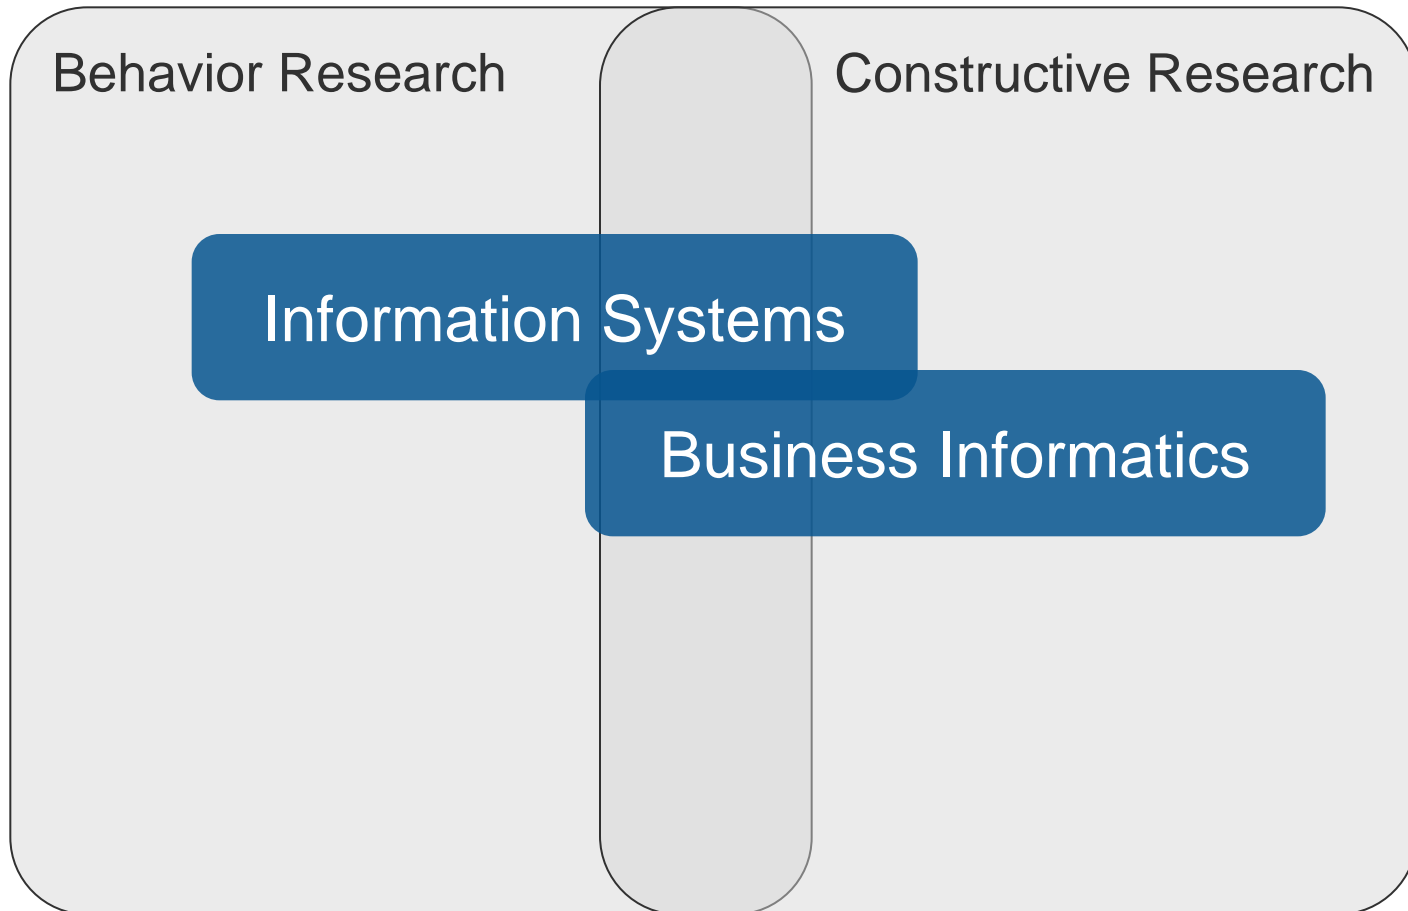 Behavior Research
Constructive Research
Information Systems
Business Informatics